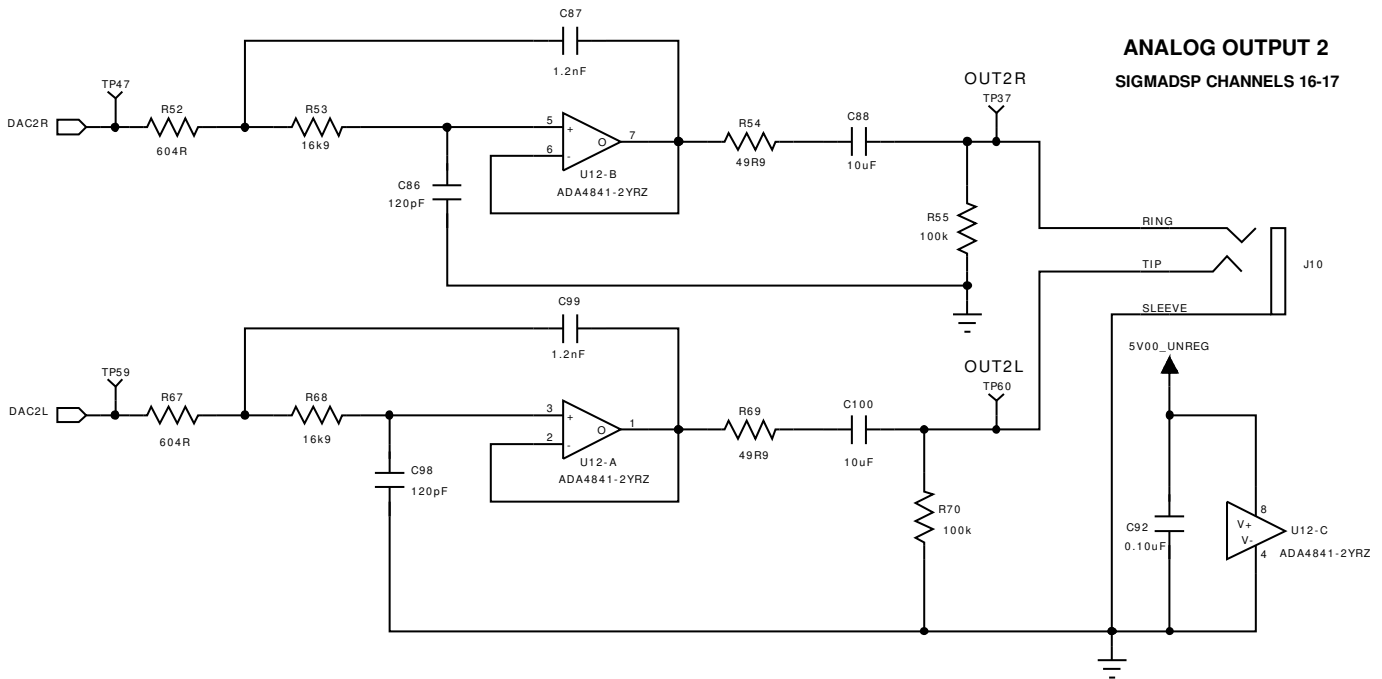 ANALOG OUTPUT 2
SIGMADSP CHANNELS 16-17
C87
1.2nF
TP47
DAC2R
R52
604R
R53
16k9
C86
120pF
5
+
6
-
O
7
U12-B
ADA4841-2YRZ
R54
49R9
C88
10uF
OUT2R
TP37
R55
100k
RING
TIP
SLEEVE
J10
C99
1.2nF
TP59
DAC2L
R67
604R
R68
16k9
C98
120pF
3
+
2
-
O
1
U12-A
ADA4841-2YRZ
R69
49R9
C100
10uF
OUT2L
TP60
R70
100k
5V00_UNREG
C92
0.10uF
8
V+
V-
4
U12-C
ADA4841-2YRZ